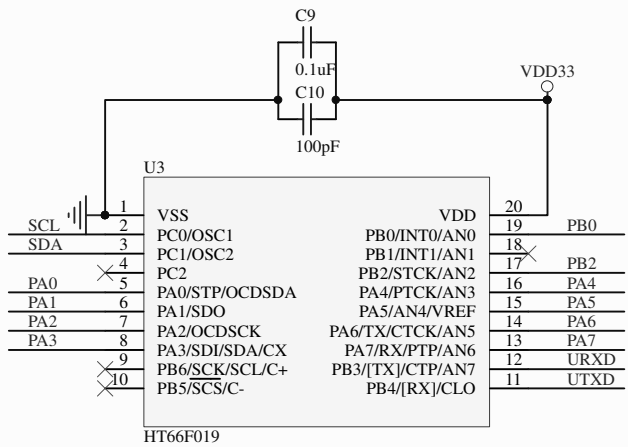 C9
0.1uF
C10
100pF
VDD33
U3
1 VSS VDD 20
SCL 2 PC0/OSC1 PB0/INT0/AN0 19 PB0
SDA 3 PC1/OSC2 PB1/INT1/AN1 18
4 PC2 PB2/STCK/AN2 17 PB2
PA0 5 PA0/STP/OCDSDA PA4/PTCK/AN3 16 PA4
PA1 6 PA1/SDO PA5/AN4/VREF 15 PA5
PA2 7 PA2/OCDSCK PA6/TX/CTCK/AN5 14 PA6
PA3 8 PA3/SDI/SDA/CX PA7/RX/PTP/AN6 13 PA7
9 PB6/SCK/SCL/C+ PB3/[TX]/CTP/AN7 12 URXD
10 PB5/SCS/C- PB4/[RX]/CLO 11 UTXD
HT66F019